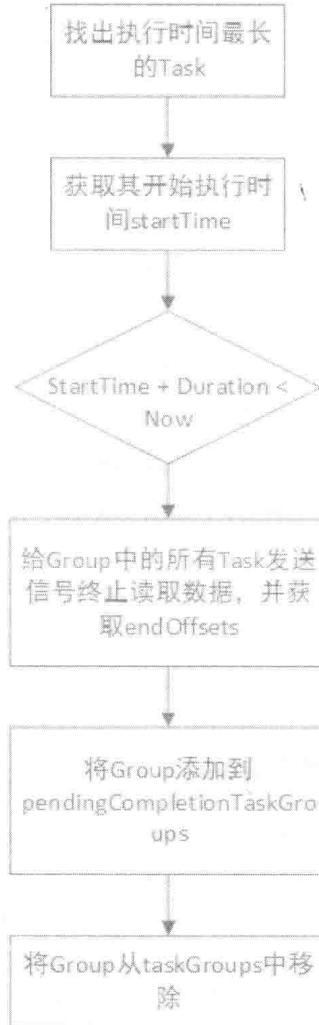 找出执行时间最长
的Task
获取其开始执行时
间startTime
StartTime + Duration <
Now
给Group中的所有Task发送
信号终止读取数据，并获
取endOffsets
将Group添加到
pendingCompletionTaskGro
ups
将Group从taskGroups中移
除